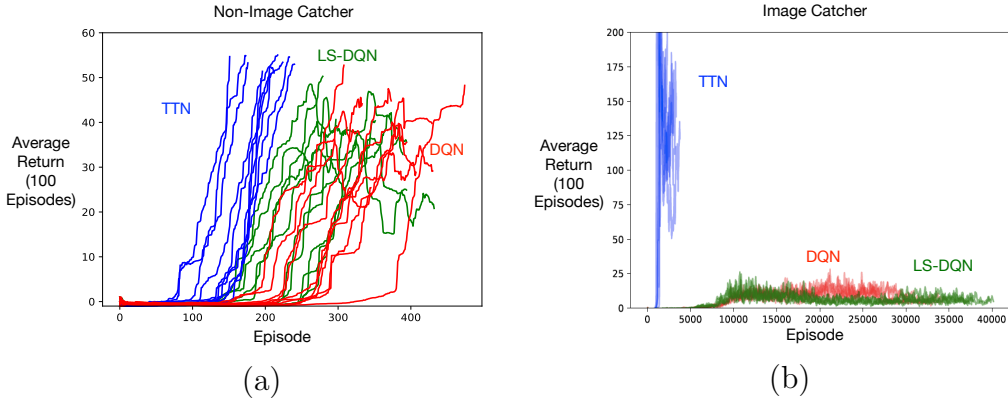 Non-Image Catcher
60
50
40
30
20
10
0
Average
Return
(100
Episodes)
TTN
LS-DQN
DQN
0
100
200
300
400
Episode
(a)
Image Catcher
200
175
150
125
100
75
50
25
0
Average
Return
(100
Episodes)
TTN
DQN
LS-DQN
0
5000
10000
15000
20000
25000
30000
35000
40000
Episode
(b)